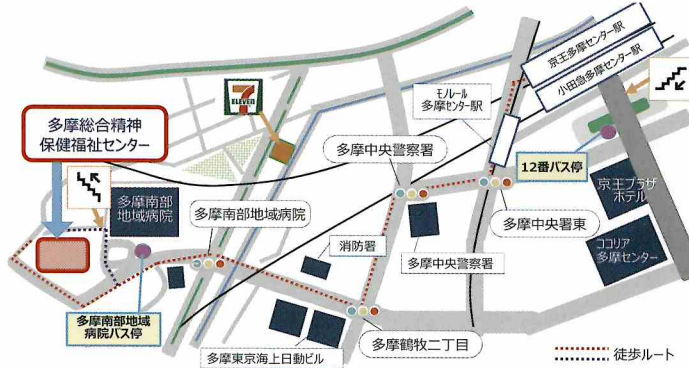 京王多摩センター駅
小田急多摩センター駅
7
ELEVEN
モノレール
多摩センター駅
多摩総合精神
保健福祉センター
多摩中央警察署
12番バス停
京王プラザ
ホテル
多摩南部
地域病院
多摩南部地域病院
多摩中央署東
消防署
多摩中央警察署
ココリア
多摩センター
多摩南部地域
病院バス停
多摩鶴牧二丁目
多摩東京海上日動ビル
徒歩ルート